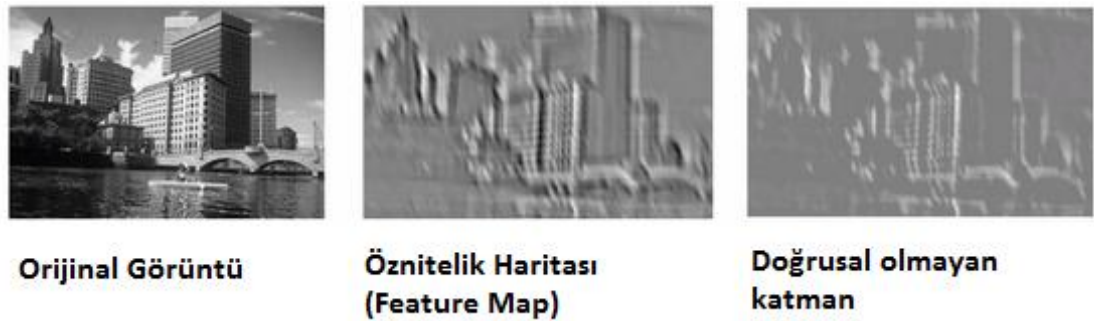 Orijinal Görüntü
Öznitelik Haritası
(Feature Map)
Doğrusal olmayan
katman